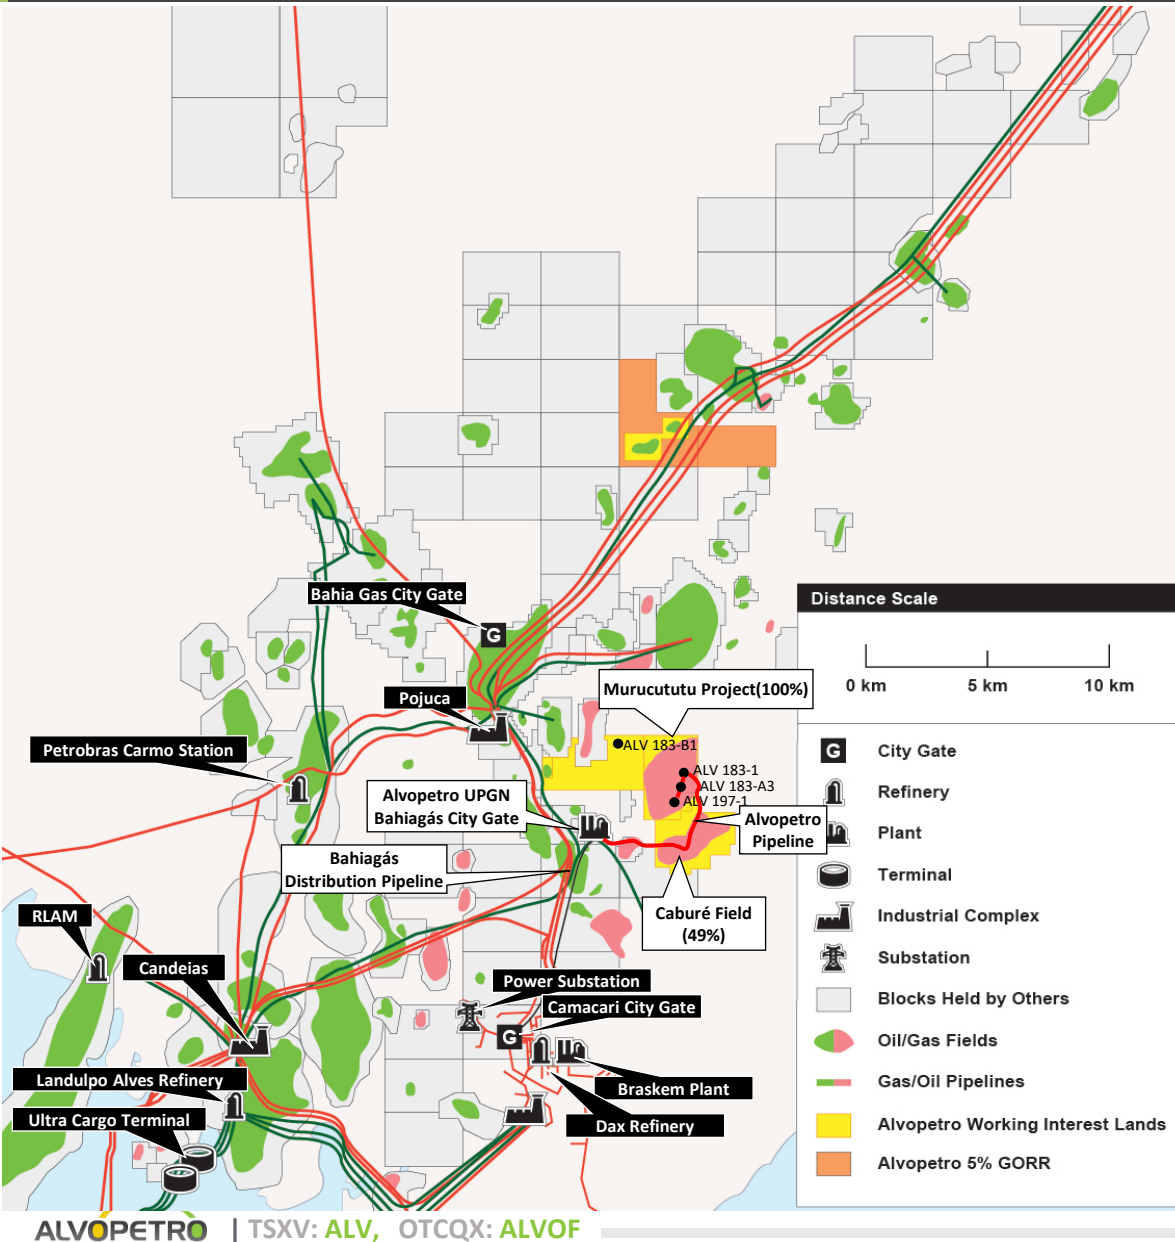 Bahia Gas City Gate
G
Pojuca
Murucututu Project(100%)
Petrobras Carmo Station
ALV 183-B1
ALV 183-1
ALV 183-A3
ALV 197-1
Alvopetro UPGN
Bahiagás City Gate
Alvopetro
Pipeline
Bahiagás
Distribution Pipeline
Caburé Field
(49%)
RLAM
Candeias
Power Substation
Camacari City Gate
G
Landulpo Alves Refinery
Braskem Plant
Ultra Cargo Terminal
Dax Refinery
Distance Scale
0 km 5 km 10 km
G City Gate
Refinery
Plant
Terminal
Industrial Complex
Substation
Blocks Held by Others
Oil/Gas Fields
Gas/Oil Pipelines
Alvopetro Working Interest Lands
Alvopetro 5% GORR
ALVOPETRO | TSXV: ALV, OTCQX: ALVOF